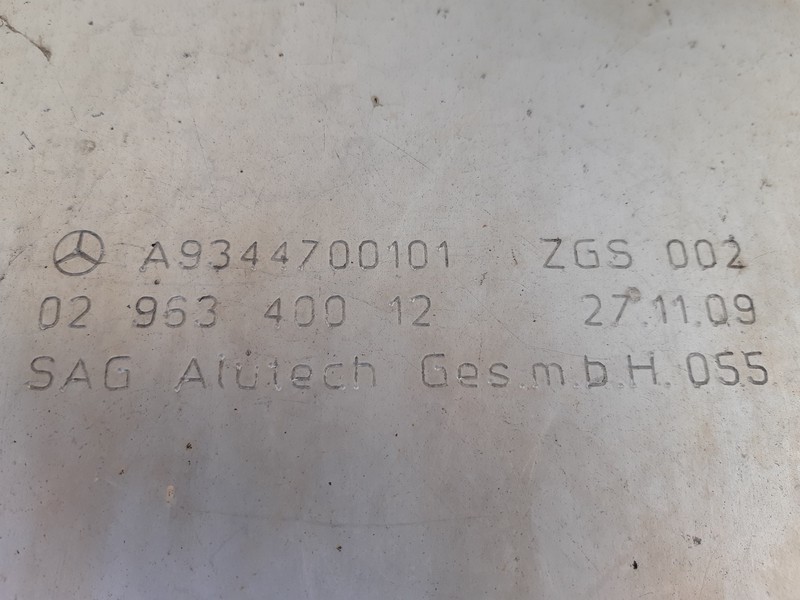 A9344700101 ZGS 002
02 963 400 12 27.11.09
SAG Alutech Ges.m.b.H. 055